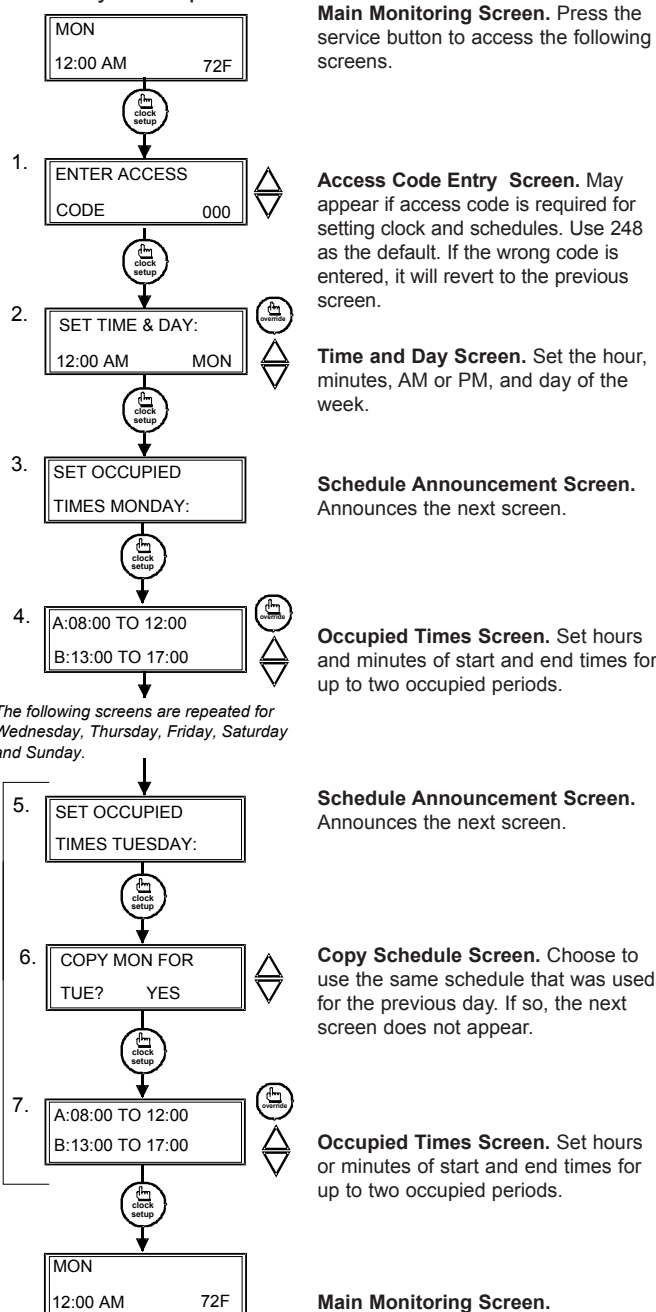 Main Monitoring Screen. Press the
service button to access the following
screens.
MON
12:00 AM 72F
clock
setup
1.
ENTER ACCESS
CODE 000
Access Code Entry Screen. May
appear if access code is required for
setting clock and schedules. Use 248
as the default. If the wrong code is
entered, it will revert to the previous
screen.
clock
setup
2.
SET TIME & DAY:
12:00 AM MON
override
Time and Day Screen. Set the hour,
minutes, AM or PM, and day of the
week.
clock
setup
3.
SET OCCUPIED
TIMES MONDAY:
Schedule Announcement Screen.
Announces the next screen.
clock
setup
4.
A:08:00 TO 12:00
B:13:00 TO 17:00
override
Occupied Times Screen. Set hours
and minutes of start and end times for
up to two occupied periods.
The following screens are repeated for
Wednesday, Thursday, Friday, Saturday
and Sunday.
5.
SET OCCUPIED
TIMES TUESDAY:
Schedule Announcement Screen.
Announces the next screen.
clock
setup
6.
COPY MON FOR
TUE? YES
Copy Schedule Screen. Choose to
use the same schedule that was used
for the previous day. If so, the next
screen does not appear.
clock
setup
7.
A:08:00 TO 12:00
B:13:00 TO 17:00
override
Occupied Times Screen. Set hours
or minutes of start and end times for
up to two occupied periods.
clock
setup
MON
12:00 AM 72F
Main Monitoring Screen.